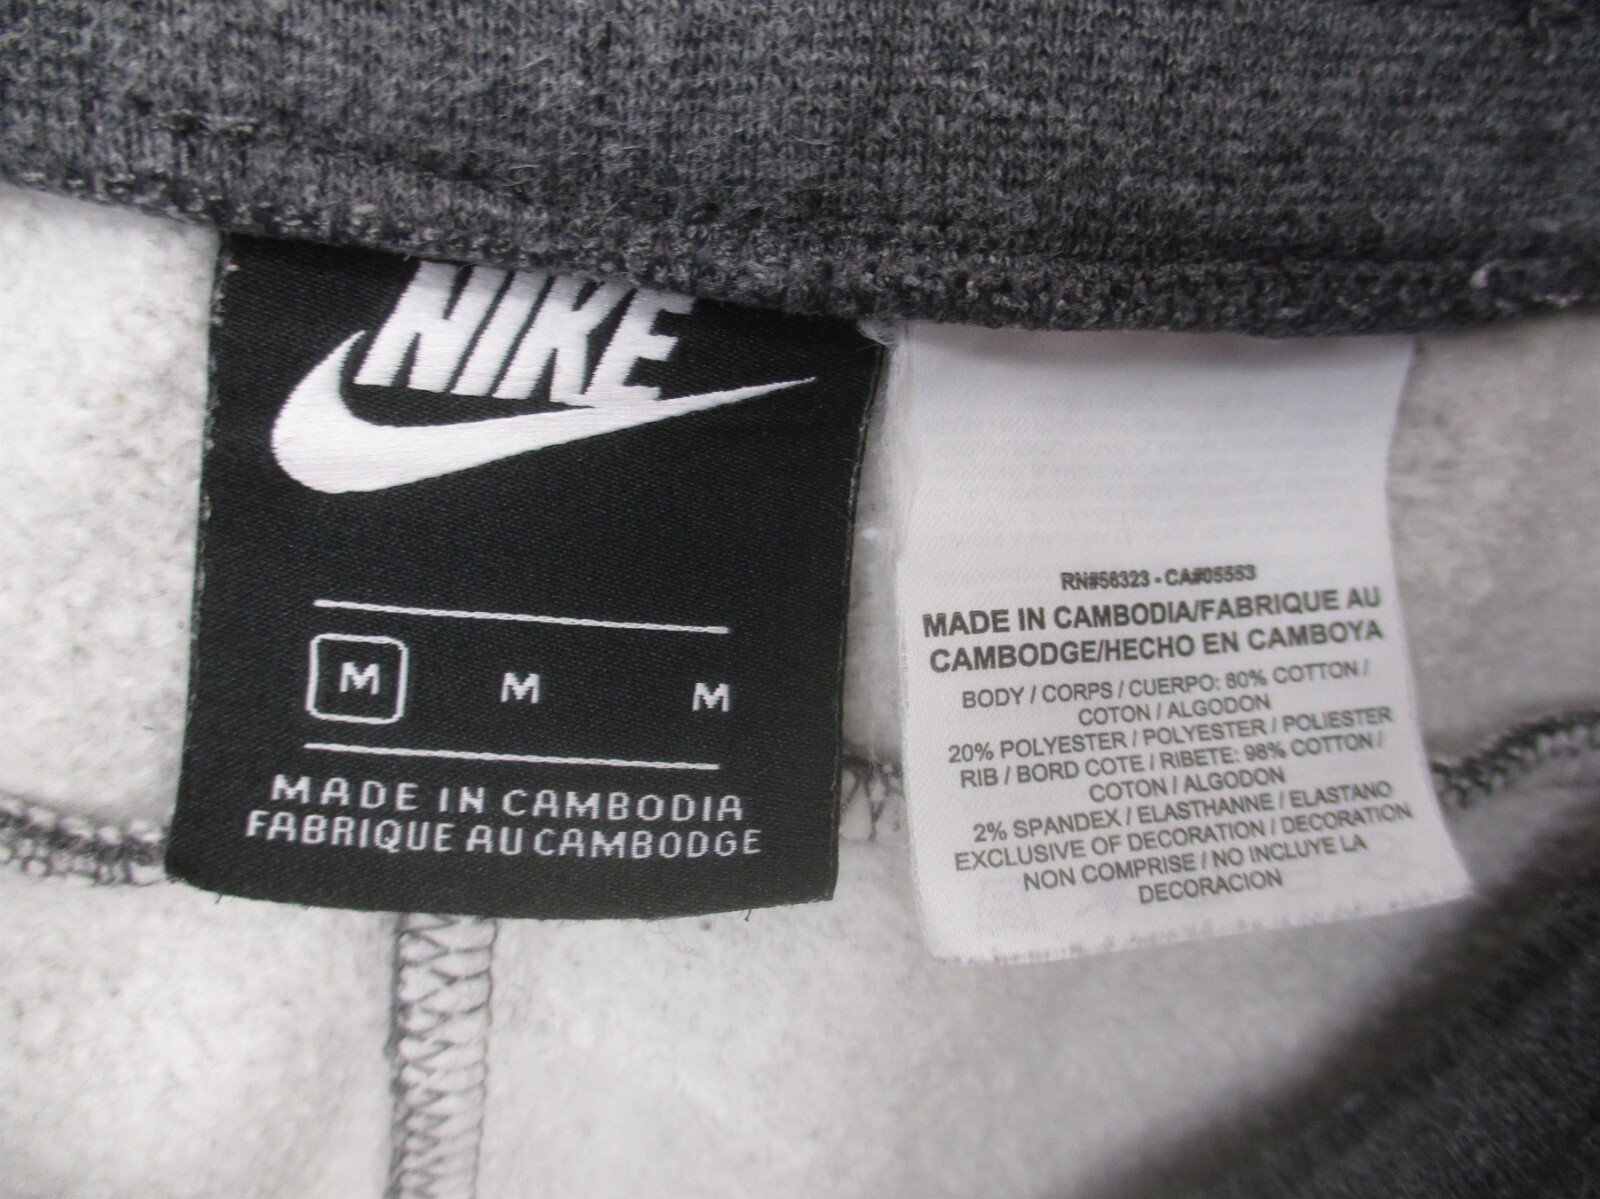 NIKE
M M M
MADE IN CAMBODIA
FABRIQUE AU CAMBODGE
RN#56323 - CA#05553
MADE IN CAMBODIA/FABRIQUE AU
CAMBODGE/HECHO EN CAMBOYA
BODY / CORPS / CUERPO: 80% COTTON /
COTON / ALGODON
20% POLYESTER / POLYESTER / POLIESTER
RIB / BORD COTE / RIBETE: 98% COTTON /
COTON / ALGODON
2% SPANDEX / ELASTHANNE / ELASTANO
EXCLUSIVE OF DECORATION / DECORATION
NON COMPRISE / NO INCLUYE LA
DECORACION